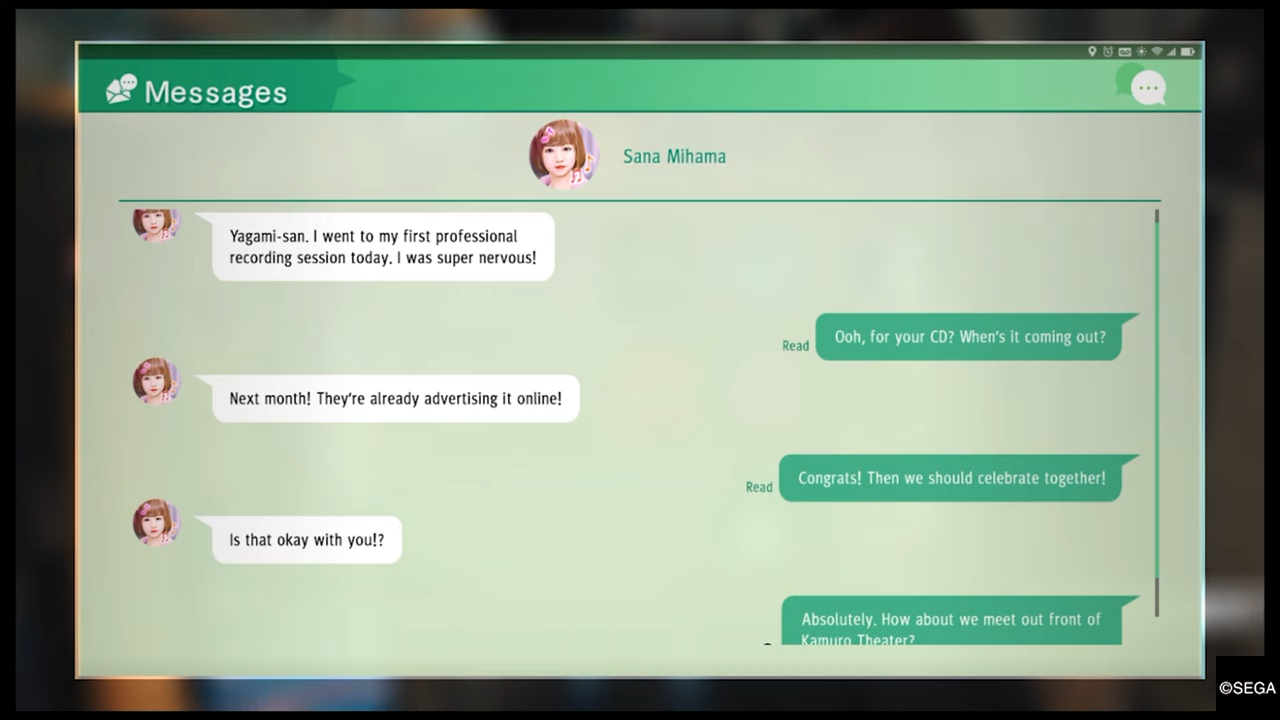 Messages
Sana Mihama
Yagami-san. I went to my first professional
recording session today. I was super nervous!
Ooh, for your CD? When's it coming out?
Read
Next month! They're already advertising it online!
Congrats! Then we should celebrate together!
Read
Is that okay with you!?
Absolutely. How about we meet out front of
Kamuro Theater?
©SEGA